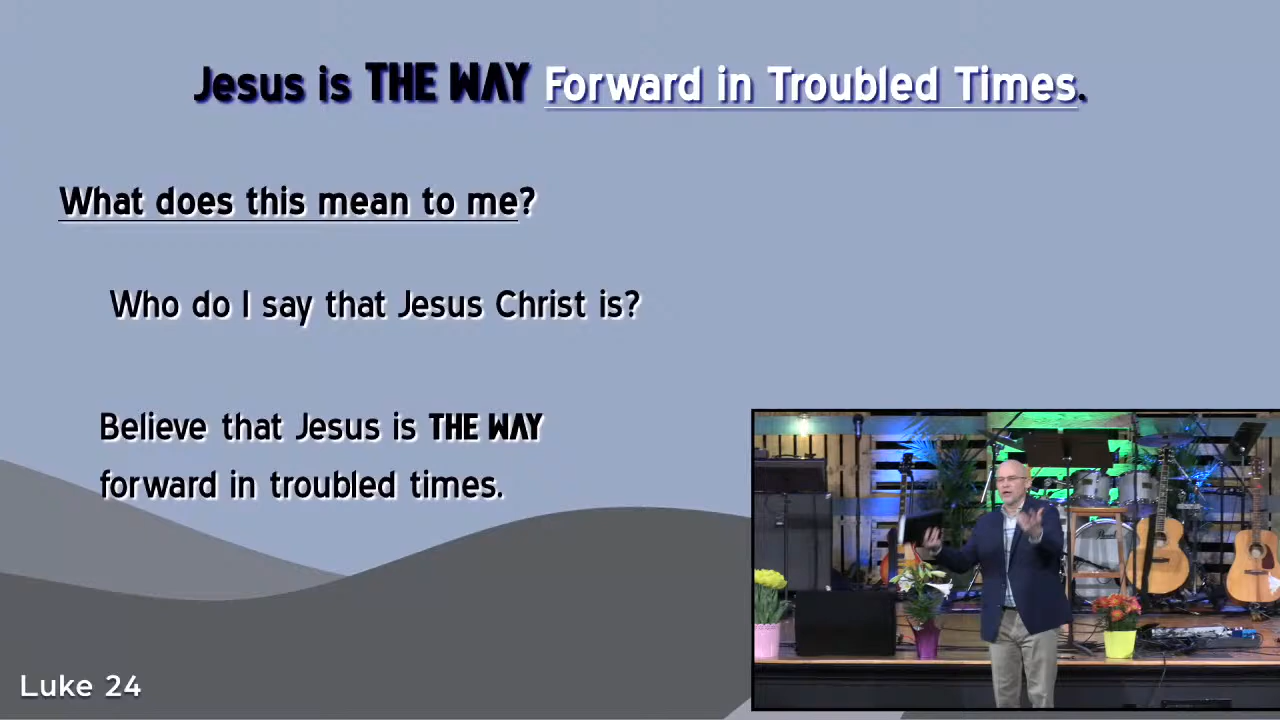 Jesus is THE WAY Forward in Troubled Times.
What does this mean to me?
Who do I say that Jesus Christ is?
Believe that Jesus is THE WAY
forward in troubled times.
Luke 24